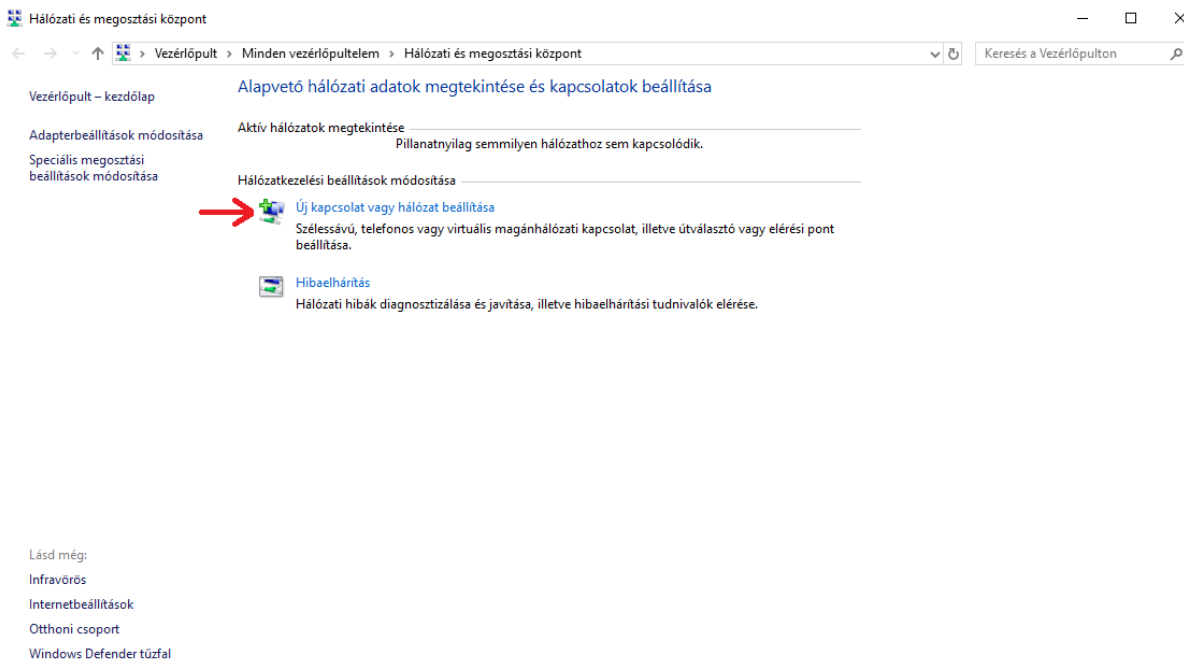 Hálózati és megosztási központ
Vezérlőpult › Minden vezérlőpultelem › Hálózati és megosztási központ
Keresés a Vezérlőpulton
Vezérlőpult – kezdőlap
Adapterbeállítások módosítása
Speciális megosztási
beállítások módosítása
Alapvető hálózati adatok megtekintése és kapcsolatok beállítása
Aktív hálózatok megtekintése
Pillanatnyilag semmilyen hálózathoz sem kapcsolódik.
Hálózatkezelési beállítások módosítása
Új kapcsolat vagy hálózat beállítása
Szélessávú, telefonos vagy virtuális magánhálózati kapcsolat, illetve útválasztó vagy elérési pont
beállítása.
Hibaelhárítás
Hálózati hibák diagnosztizálása és javítása, illetve hibaelhárítási tudnivalók elérése.
Lásd még:
Infravörös
Internetbeállítások
Otthoni csoport
Windows Defender tűzfal